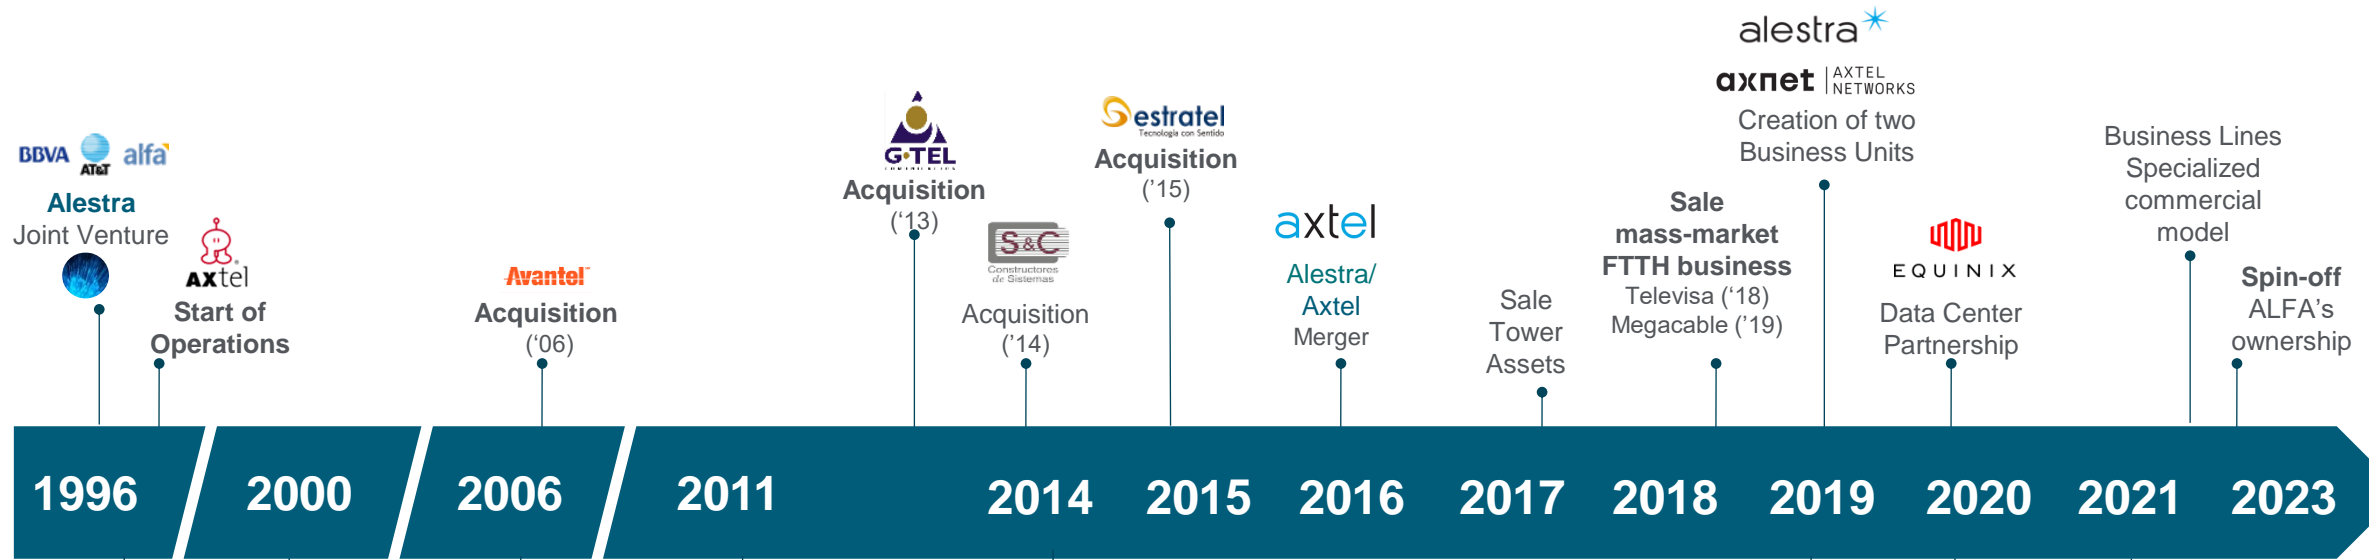 BBVA AT&T alfa
Alestra
Joint Venture
axtel
Start of
Operations
Avantel
Acquisition
(‘06)
G•TEL
COMUNICACIÓN
Acquisition
(‘13)
S&C
Constructores
de Sistemas
Acquisition
(’14)
estratel
Tecnología con Sentido
Acquisition
(’15)
axtel
Alestra/
Axtel
Merger
Sale
Tower
Assets
Sale
mass-market
FTTH business
Televisa (‘18)
Megacable (’19)
alestra
axnet | AXTEL
NETWORKS
Creation of two
Business Units
EQUINIX
Data Center
Partnership
Business Lines
Specialized
commercial
model
Spin-off
ALFA’s
ownership
1996 2000 2006 2011 2014 2015 2016 2017 2018 2019 2020 2021 2023